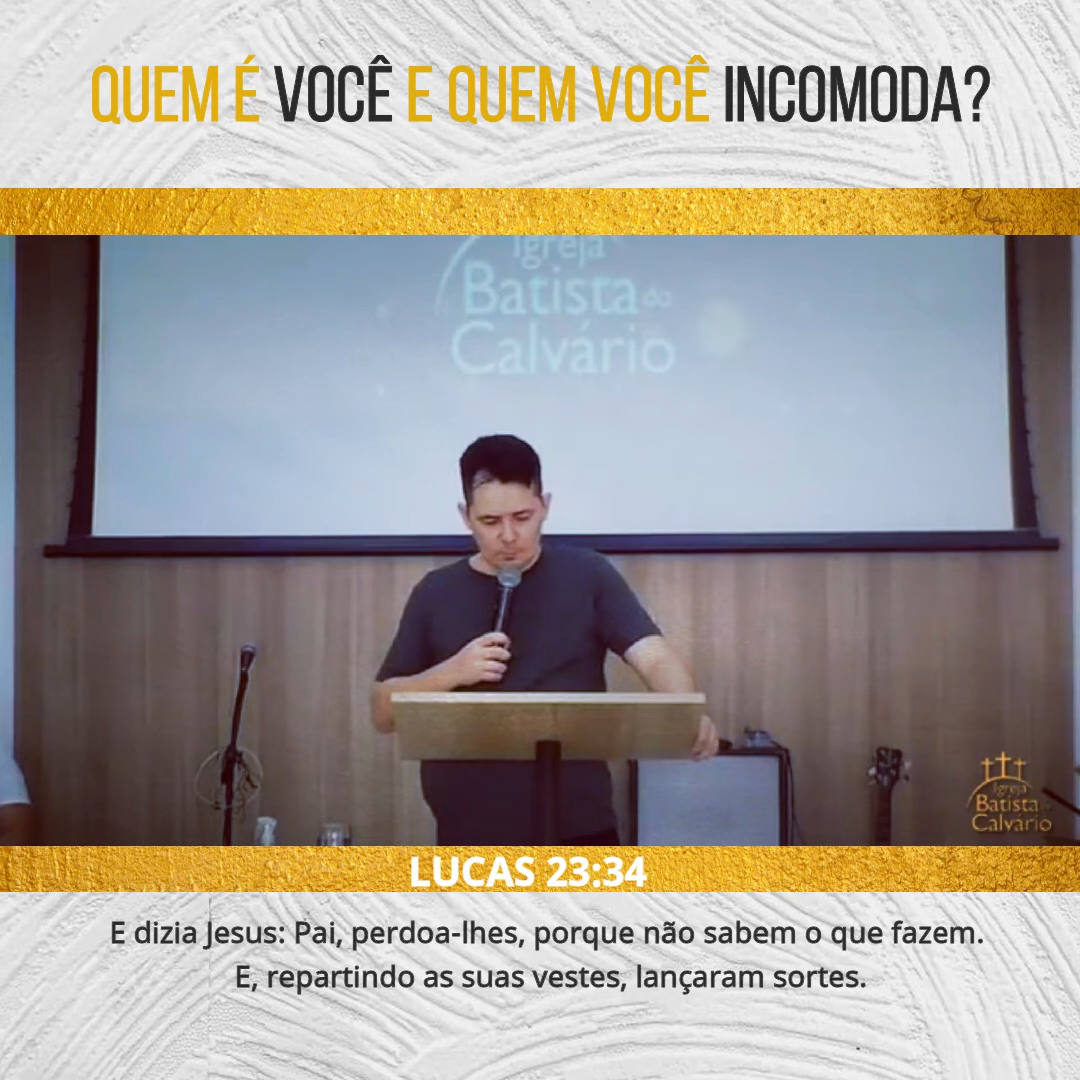 QUEM É VOCÊ E QUEM VOCÊ INCOMODA?
Igreja
Batista do
Calvário
Igreja
Batista do
Calvário
LUCAS 23:34
E dizia Jesus: Pai, perdoa-lhes, porque não sabem o que fazem.
E, repartindo as suas vestes, lançaram sortes.